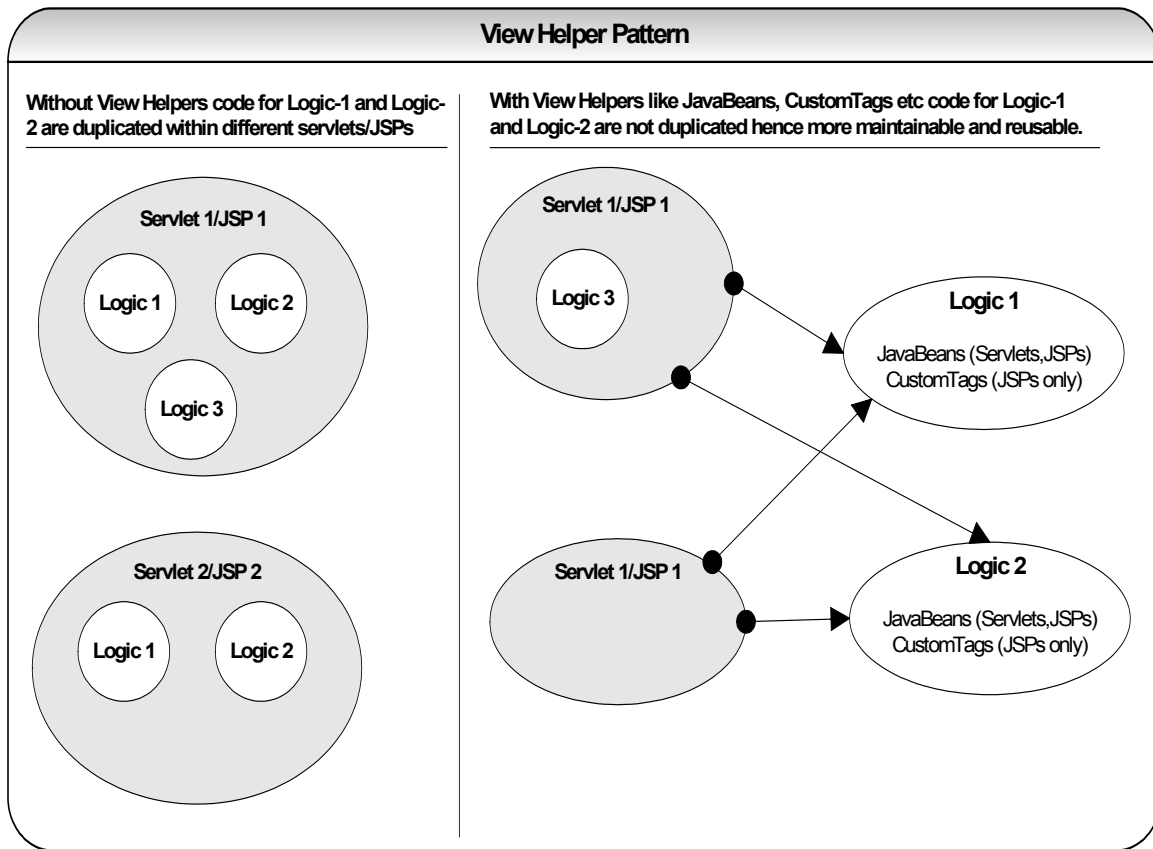 View Helper Pattern
Without View Helpers code for Logic-1 and Logic-
2 are duplicated within different servlets/JSPs
Servlet 1/JSP 1
Logic 1
Logic 2
Logic 3
Servlet 2/JSP 2
Logic 1
Logic 2
With View Helpers like JavaBeans, CustomTags etc code for Logic-1
and Logic-2 are not duplicated hence more maintainable and reusable.
Servlet 1/JSP 1
Logic 3
Logic 1
JavaBeans (Servlets,JSPs)
CustomTags (JSPs only)
Servlet 1/JSP 1
Logic 2
JavaBeans (Servlets,JSPs)
CustomTags (JSPs only)